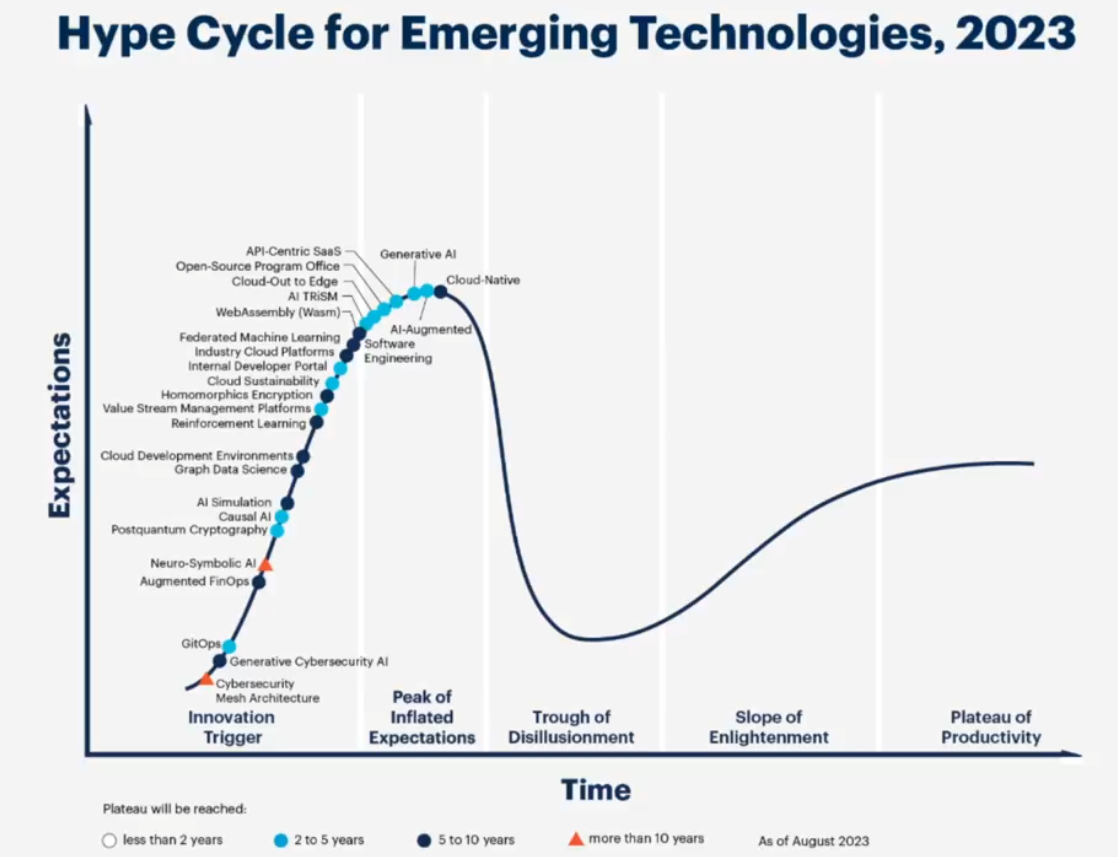 Hype Cycle for Emerging Technologies, 2023
Expectations
API-Centric SaaS
Open-Source Program Office
Cloud-Out to Edge
AI TRiSM
WebAssembly (Wasm)
Federated Machine Learning
Industry Cloud Platforms
Internal Developer Portal
Cloud Sustainability
Homomorphics Encryption
Value Stream Management Platforms
Reinforcement Learning
Cloud Development Environments
Graph Data Science
AI Simulation
Causal AI
Postquantum Cryptography
Neuro-Symbolic AI
Augmented FinOps
GitOps
Generative Cybersecurity AI
Cybersecurity
Mesh Architecture
Generative AI
Cloud-Native
AI-Augmented
Software
Engineering
Innovation
Trigger
Peak of
Inflated
Expectations
Trough of
Disillusionment
Slope of
Enlightenment
Plateau of
Productivity
Time
Plateau will be reached:
less than 2 years
2 to 5 years
5 to 10 years
more than 10 years
As of August 2023